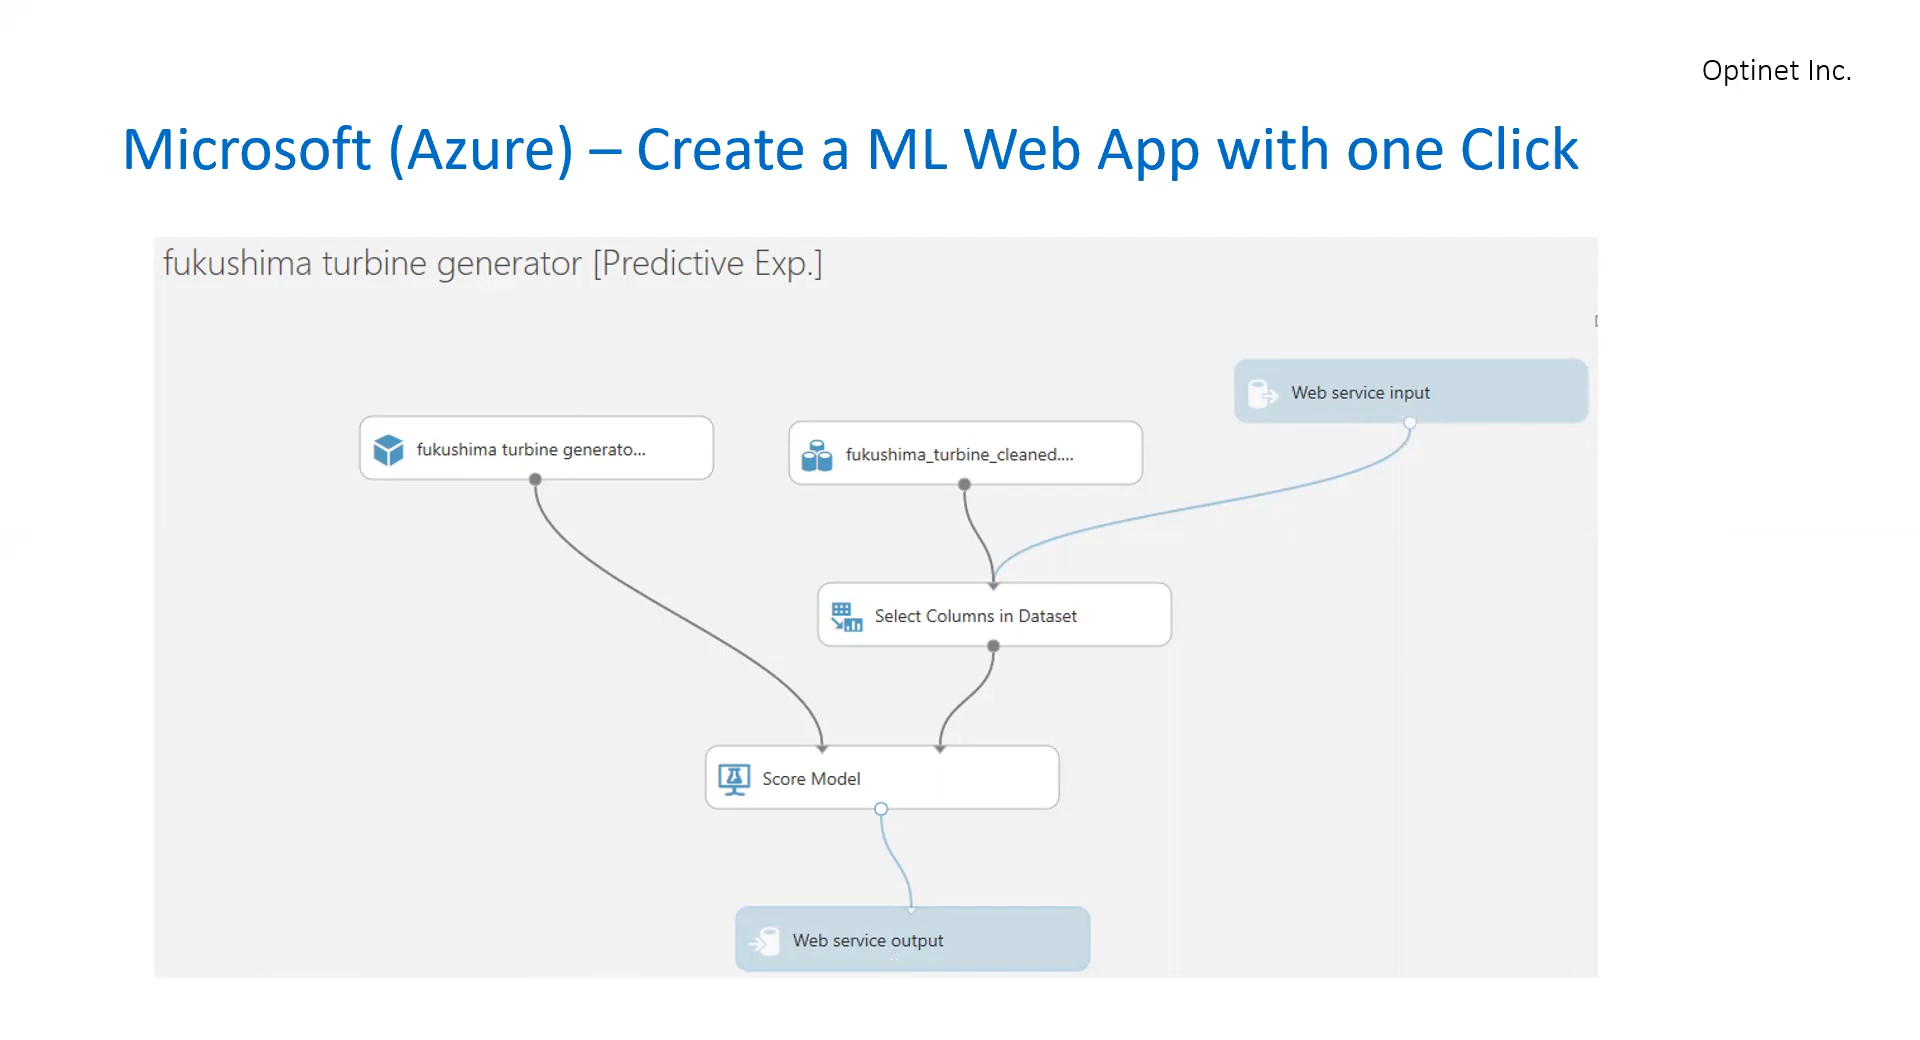 Optinet Inc.
Microsoft (Azure) – Create a ML Web App with one Click
fukushima turbine generator [Predictive Exp.]
Web service input
fukushima turbine generato...
fukushima_turbine_cleaned....
Select Columns in Dataset
Score Model
Web service output